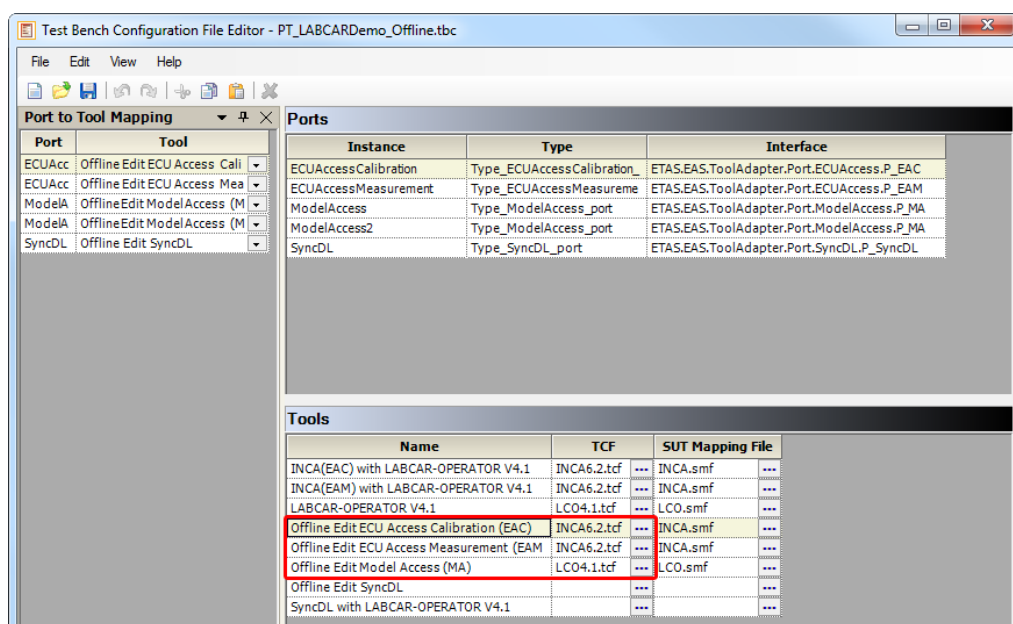 Test Bench Configuration File Editor - PT_LABCARDemo_Offline.tbc
File Edit View Help
Port to Tool Mapping
Port Tool
ECUAcc Offline Edit ECU Access Cali
ECUAcc Offline Edit ECU Access Mea
ModelA OfflineEdit ModelAccess (M
ModelA OfflineEdit ModelAccess (M
SyncDL Offline Edit SyncDL
Ports
Instance Type Interface
ECUAccessCalibration Type_ECUAccessCalibration_ ETAS.EAS.ToolAdapter.Port.ECUAccess.P_EAC
ECUAccessMeasurement Type_ECUAccessMeasureme ETAS.EAS.ToolAdapter.Port.ECUAccess.P_EAM
ModelAccess Type_ModelAccess_port ETAS.EAS.ToolAdapter.Port.ModelAccess.P_MA
ModelAccess2 Type_ModelAccess_port ETAS.EAS.ToolAdapter.Port.ModelAccess.P_MA
SyncDL Type_SyncDL_port ETAS.EAS.ToolAdapter.Port.SyncDL.P_SyncDL
Tools
Name TCF SUT Mapping File
INCA(EAC) with LABCAR-OPERATOR V4.1 INCA6.2.tcf ... INCA.smf ...
INCA(EAM) with LABCAR-OPERATOR V4.1 INCA6.2.tcf ... INCA.smf ...
LABCAR-OPERATOR V4.1 LCO4.1.tcf ... LCO.smf ...
Offline Edit ECU Access Calibration (EAC) INCA6.2.tcf ... INCA.smf ...
Offline Edit ECU Access Measurement (EAM INCA6.2.tcf ... INCA.smf ...
Offline Edit Model Access (MA) LCO4.1.tcf ... LCO.smf ...
Offline Edit SyncDL ... ...
SyncDL with LABCAR-OPERATOR V4.1 ... ...